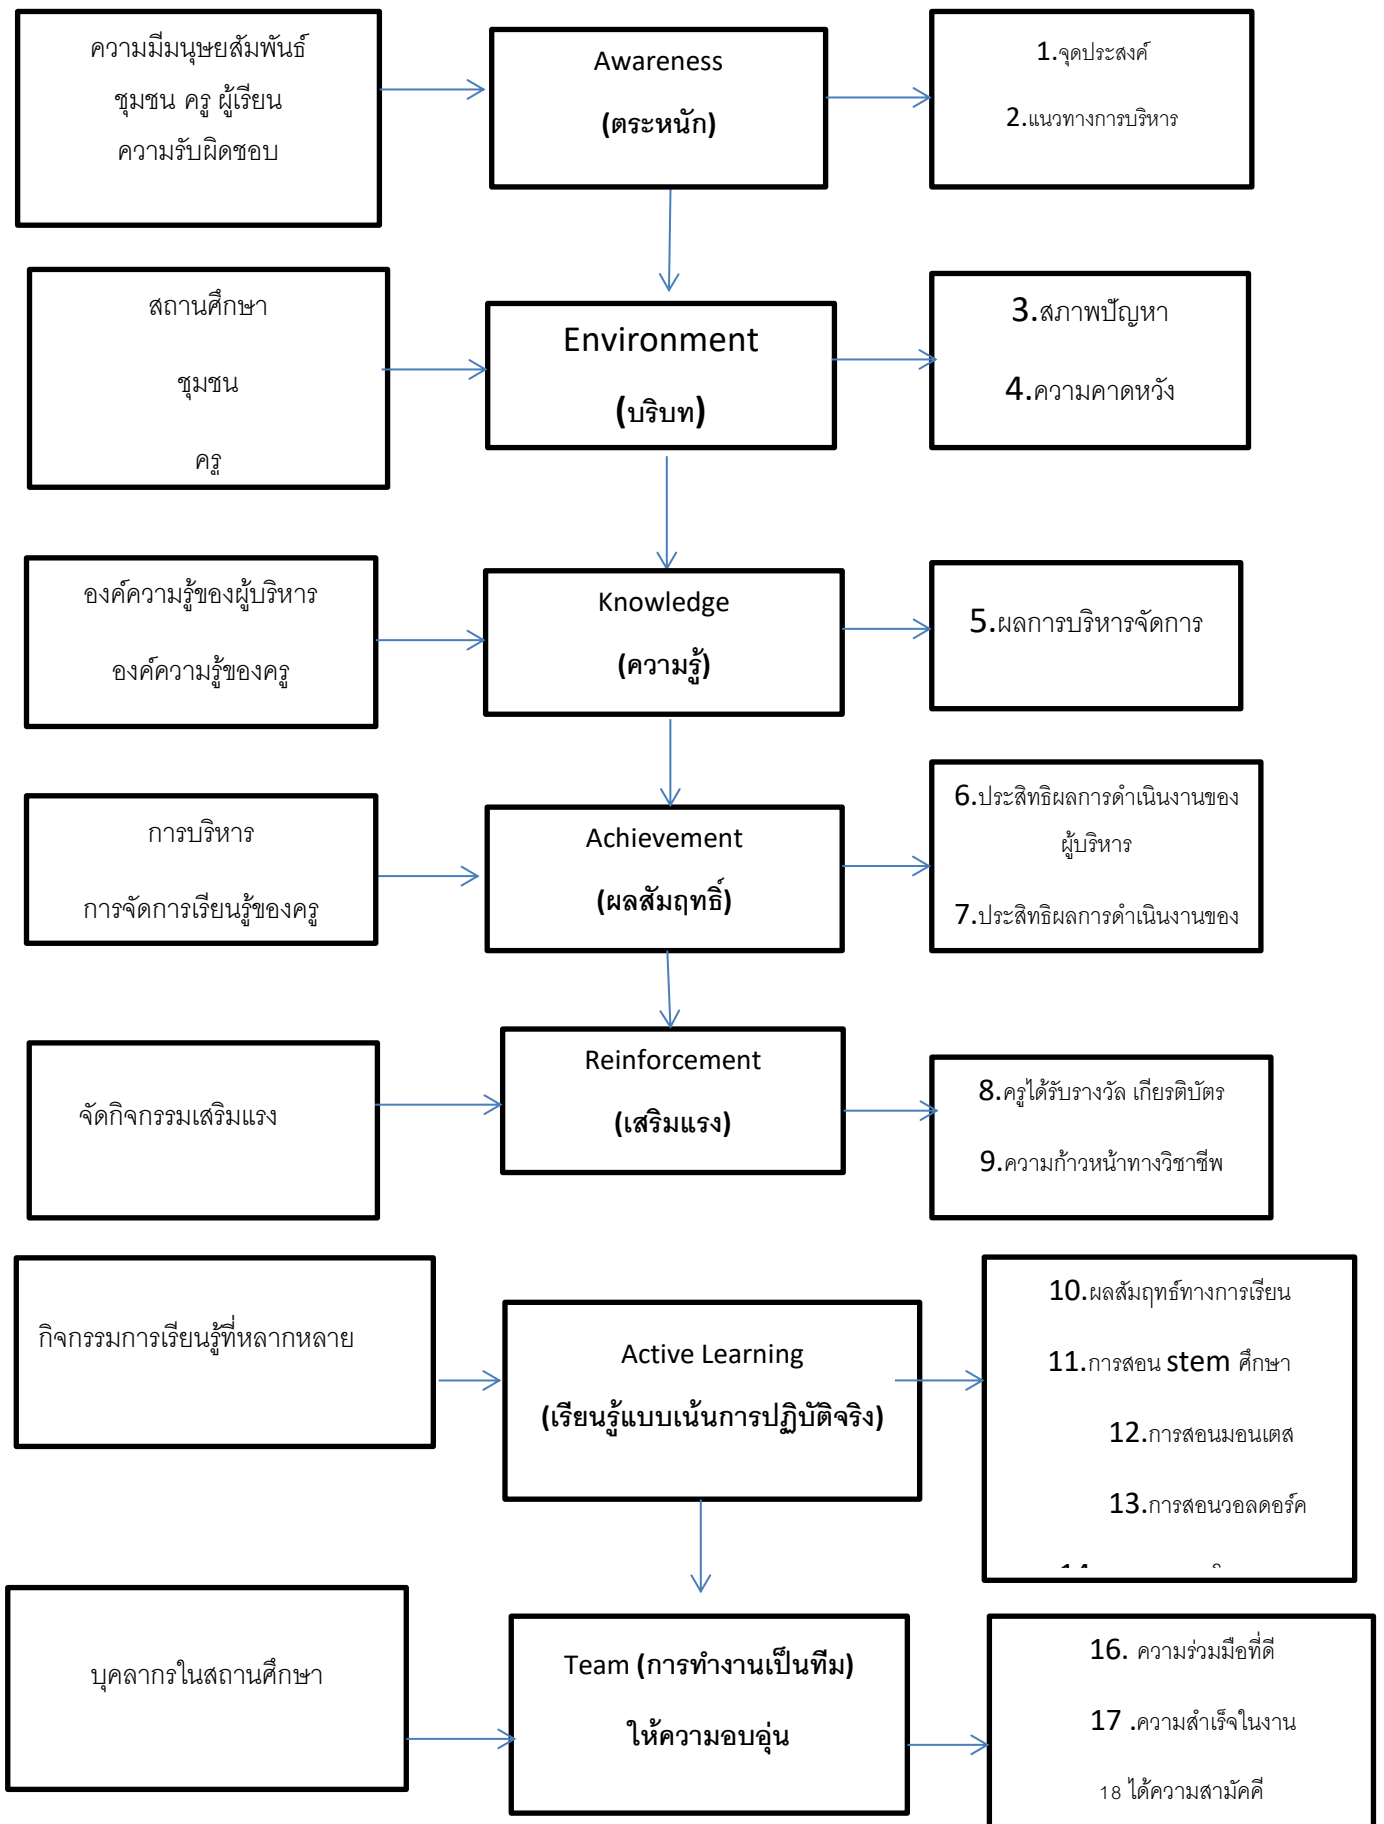 ความมีมนุษยสัมพันธ์
ชุมชน ครู ผู้เรียน
ความรับผิดชอบ
Awareness
(ตระหนัก)
1.จุดประสงค์
2.แนวทางการบริหาร
สถานศึกษา
ชุมชน
ครู
Environment
(บริบท)
3.สภาพปัญหา
4.ความคาดหวัง
องค์ความรู้ของผู้บริหาร
องค์ความรู้ของครู
Knowledge
(ความรู้)
5.ผลการบริหารจัดการ
การบริหาร
การจัดการเรียนรู้ของครู
Achievement
(ผลสัมฤทธิ์)
6.ประสิทธิผลการดำเนินงานของ
ผู้บริหาร
7.ประสิทธิผลการดำเนินงานของ
จัดกิจกรรมเสริมแรง
Reinforcement
(เสริมแรง)
8.ครูได้รับรางวัล เกียรติบัตร
9.ความก้าวหน้าทางวิชาชีพ
กิจกรรมการเรียนรู้ที่หลากหลาย
Active Learning
(เรียนรู้แบบเน้นการปฏิบัติจริง)
10.ผลสัมฤทธ์ทางการเรียน
11.การสอน stem ศึกษา
12.การสอนมอนเตส
13.การสอนวอลดอร์ค
บุคลากรในสถานศึกษา
Team (การทำงานเป็นทีม)
ให้ความอบอุ่น
16. ความร่วมมือที่ดี
17 .ความสำเร็จในงาน
18 ได้ความสามัคคี